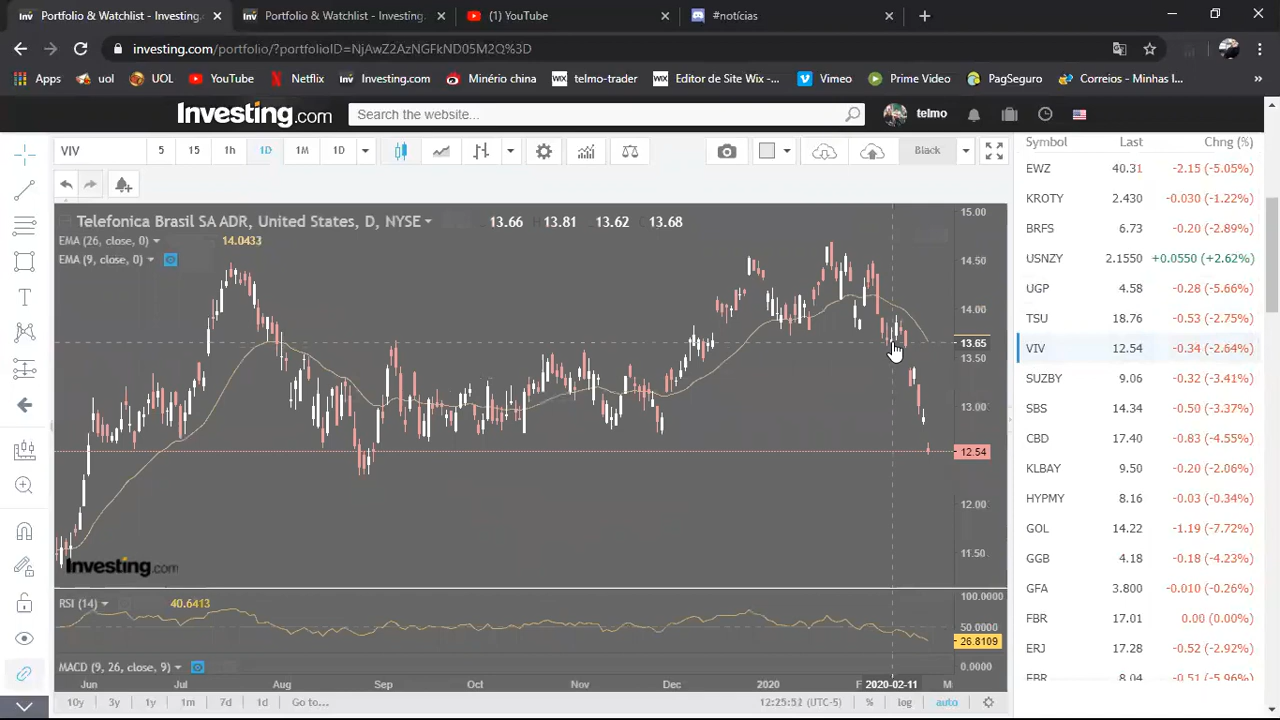 Portfolio & Watchlist - Investing.
Portfolio & Watchlist - Investing.
(1) YouTube
#notícias
investing.com/portfolio/?portfolioID=NjAwZ2AzNGFkND05M2Q%3D
Apps
uol
UOL
YouTube
Netflix
Investing.com
Minério china
telmo-trader
Editor de Site Wix -...
Vimeo
Prime Video
PagSeguro
Correios - Minhas I...
Investing.com
Search the website...
telmo
VIV
5
15
1h
1D
1M
1D
Black
Symbol Last Chng (%)
EWZ 40.31 -2.15 (-5.05%)
KROTY 2.430 -0.030 (-1.22%)
BRFS 6.73 -0.20 (-2.89%)
USNZY 2.1550 +0.0550 (+2.62%)
UGP 4.58 -0.28 (-5.66%)
TSU 18.76 -0.53 (-2.75%)
VIV 12.54 -0.34 (-2.64%)
SUZBY 9.06 -0.32 (-3.41%)
SBS 14.34 -0.50 (-3.37%)
CBD 17.40 -0.83 (-4.55%)
KLBAY 9.50 -0.20 (-2.06%)
HYPMY 8.16 -0.03 (-0.34%)
GOL 14.22 -1.19 (-7.72%)
GGB 4.18 -0.18 (-4.23%)
GFA 3.800 -0.010 (-0.26%)
FBR 17.01 0.00 (0.00%)
ERJ 17.28 -0.52 (-2.92%)
8.04 -0.51 (-5.96%)
Telefonica Brasil SA ADR, United States, D, NYSE
13.66 H 13.81 13.62 13.68
EMA (26, close, 0) 14.0433
EMA (9, close, 0)
15.00
14.50
14.00
13.65
13.50
13.00
12.54
12.00
11.50
Investing.com
RSI (14) 40.6413
100.0000
50.0000
26.8109
MACD (9, 26, close, 9)
0.0000
Jun Jul Aug Sep Oct Nov Dec 2020 F 2020-02-11 M
10y 3y 1y 1m 7d 1d Go to... 12:25:52 (UTC-5) % log auto